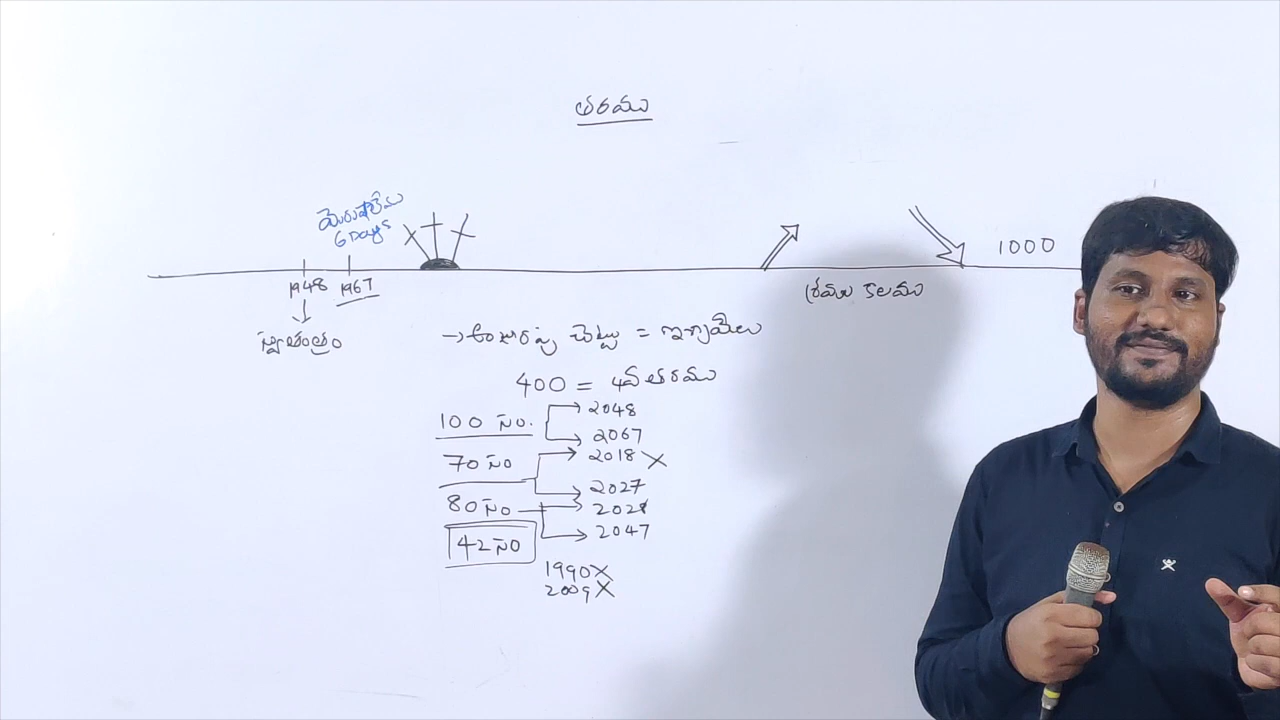 తరము
యెరుషలేము
6 Days
1948 1967
స్వాతంత్రం
1000
శ్రమల కాలము
→ అంజూరపు చెట్టు = ఇశ్రాయేలు
400 = 4వ తరము
100 సం. 2048
2067
70 సం 2018 X
2027
80 సం 2028
2047
42 సం
1990 X
2009 X